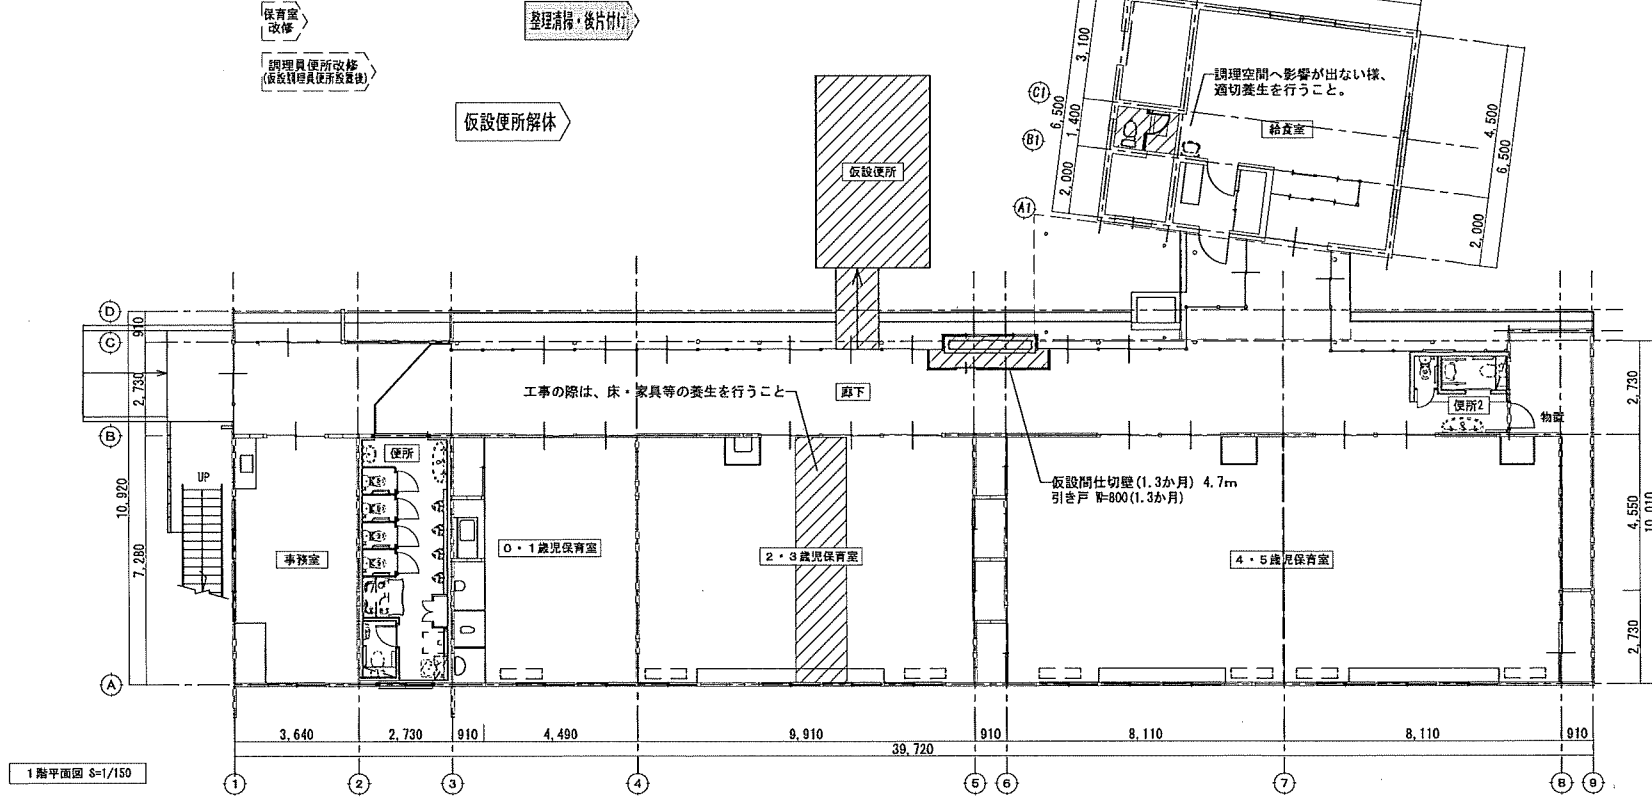 保育室
改修
整理清掃・後片付け
調理員便所改修
(仮設調理員便所設置後)
仮設便所解体
仮設便所
調理空間へ影響が出ない様、
適切養生を行うこと。
給食室
C1
B1
A1
3,100
1,400
6,500
2,000
4,500
6,500
2,000
D
C
B
A
910
2,730
10,920
7,280
UP
工事の際は、床・家具等の養生を行うこと
廊下
便所2
物置
便所
事務室
0・1歳児保育室
2・3歳児保育室
4・5歳児保育室
仮設間仕切壁(1.3か月) 4.7m
引き戸 W=800(1.3か月)
2,730
4,550
10,010
2,730
3,640
2,730
910
4,490
9,910
910
8,110
8,110
910
39,720
1階平面図 S=1/150
1
2
3
4
5
6
7
8
9